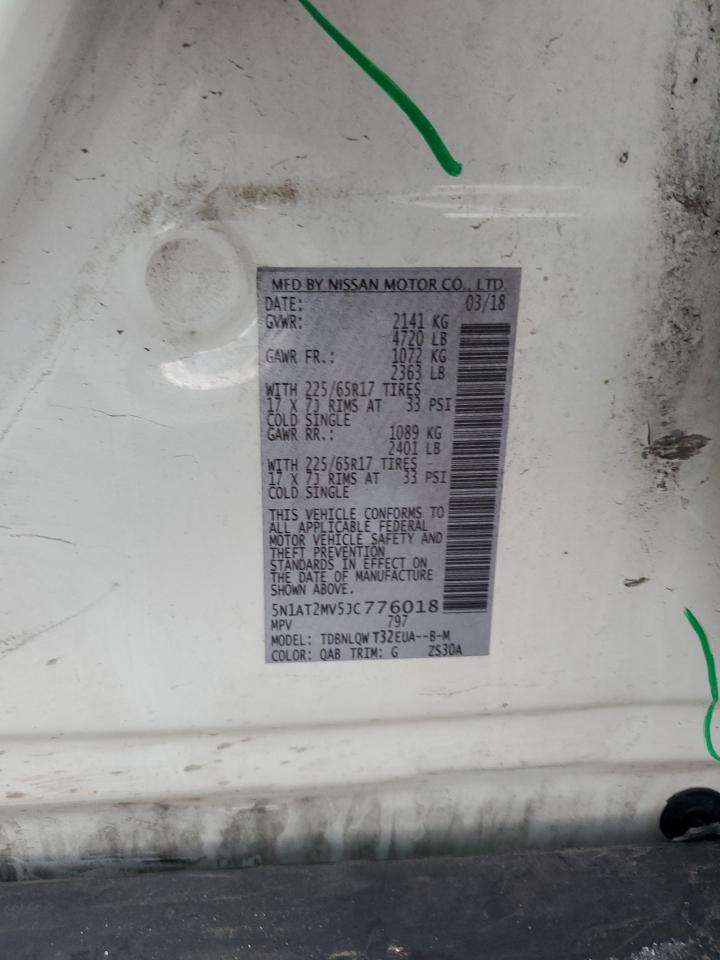 MFD BY NISSAN MOTOR CO., LTD.
DATE: 03/18
GVWR: 2141 KG
4720 LB
GAWR FR.: 1072 KG
2363 LB
WITH 225/65R17 TIRES
17 X 7J RIMS AT 33 PSI
COLD SINGLE
GAWR RR.: 1089 KG
2401 LB
WITH 225/65R17 TIRES
17 X 7J RIMS AT 33 PSI
COLD SINGLE
THIS VEHICLE CONFORMS TO
ALL APPLICABLE FEDERAL
MOTOR VEHICLE SAFETY AND
THEFT PREVENTION
STANDARDS IN EFFECT ON
THE DATE OF MANUFACTURE
SHOWN ABOVE.
5N1AT2MV5JC776018
MPV 797
MODEL: TDBNLQW T32EUA--B-M
COLOR: QAB TRIM: G ZS30A